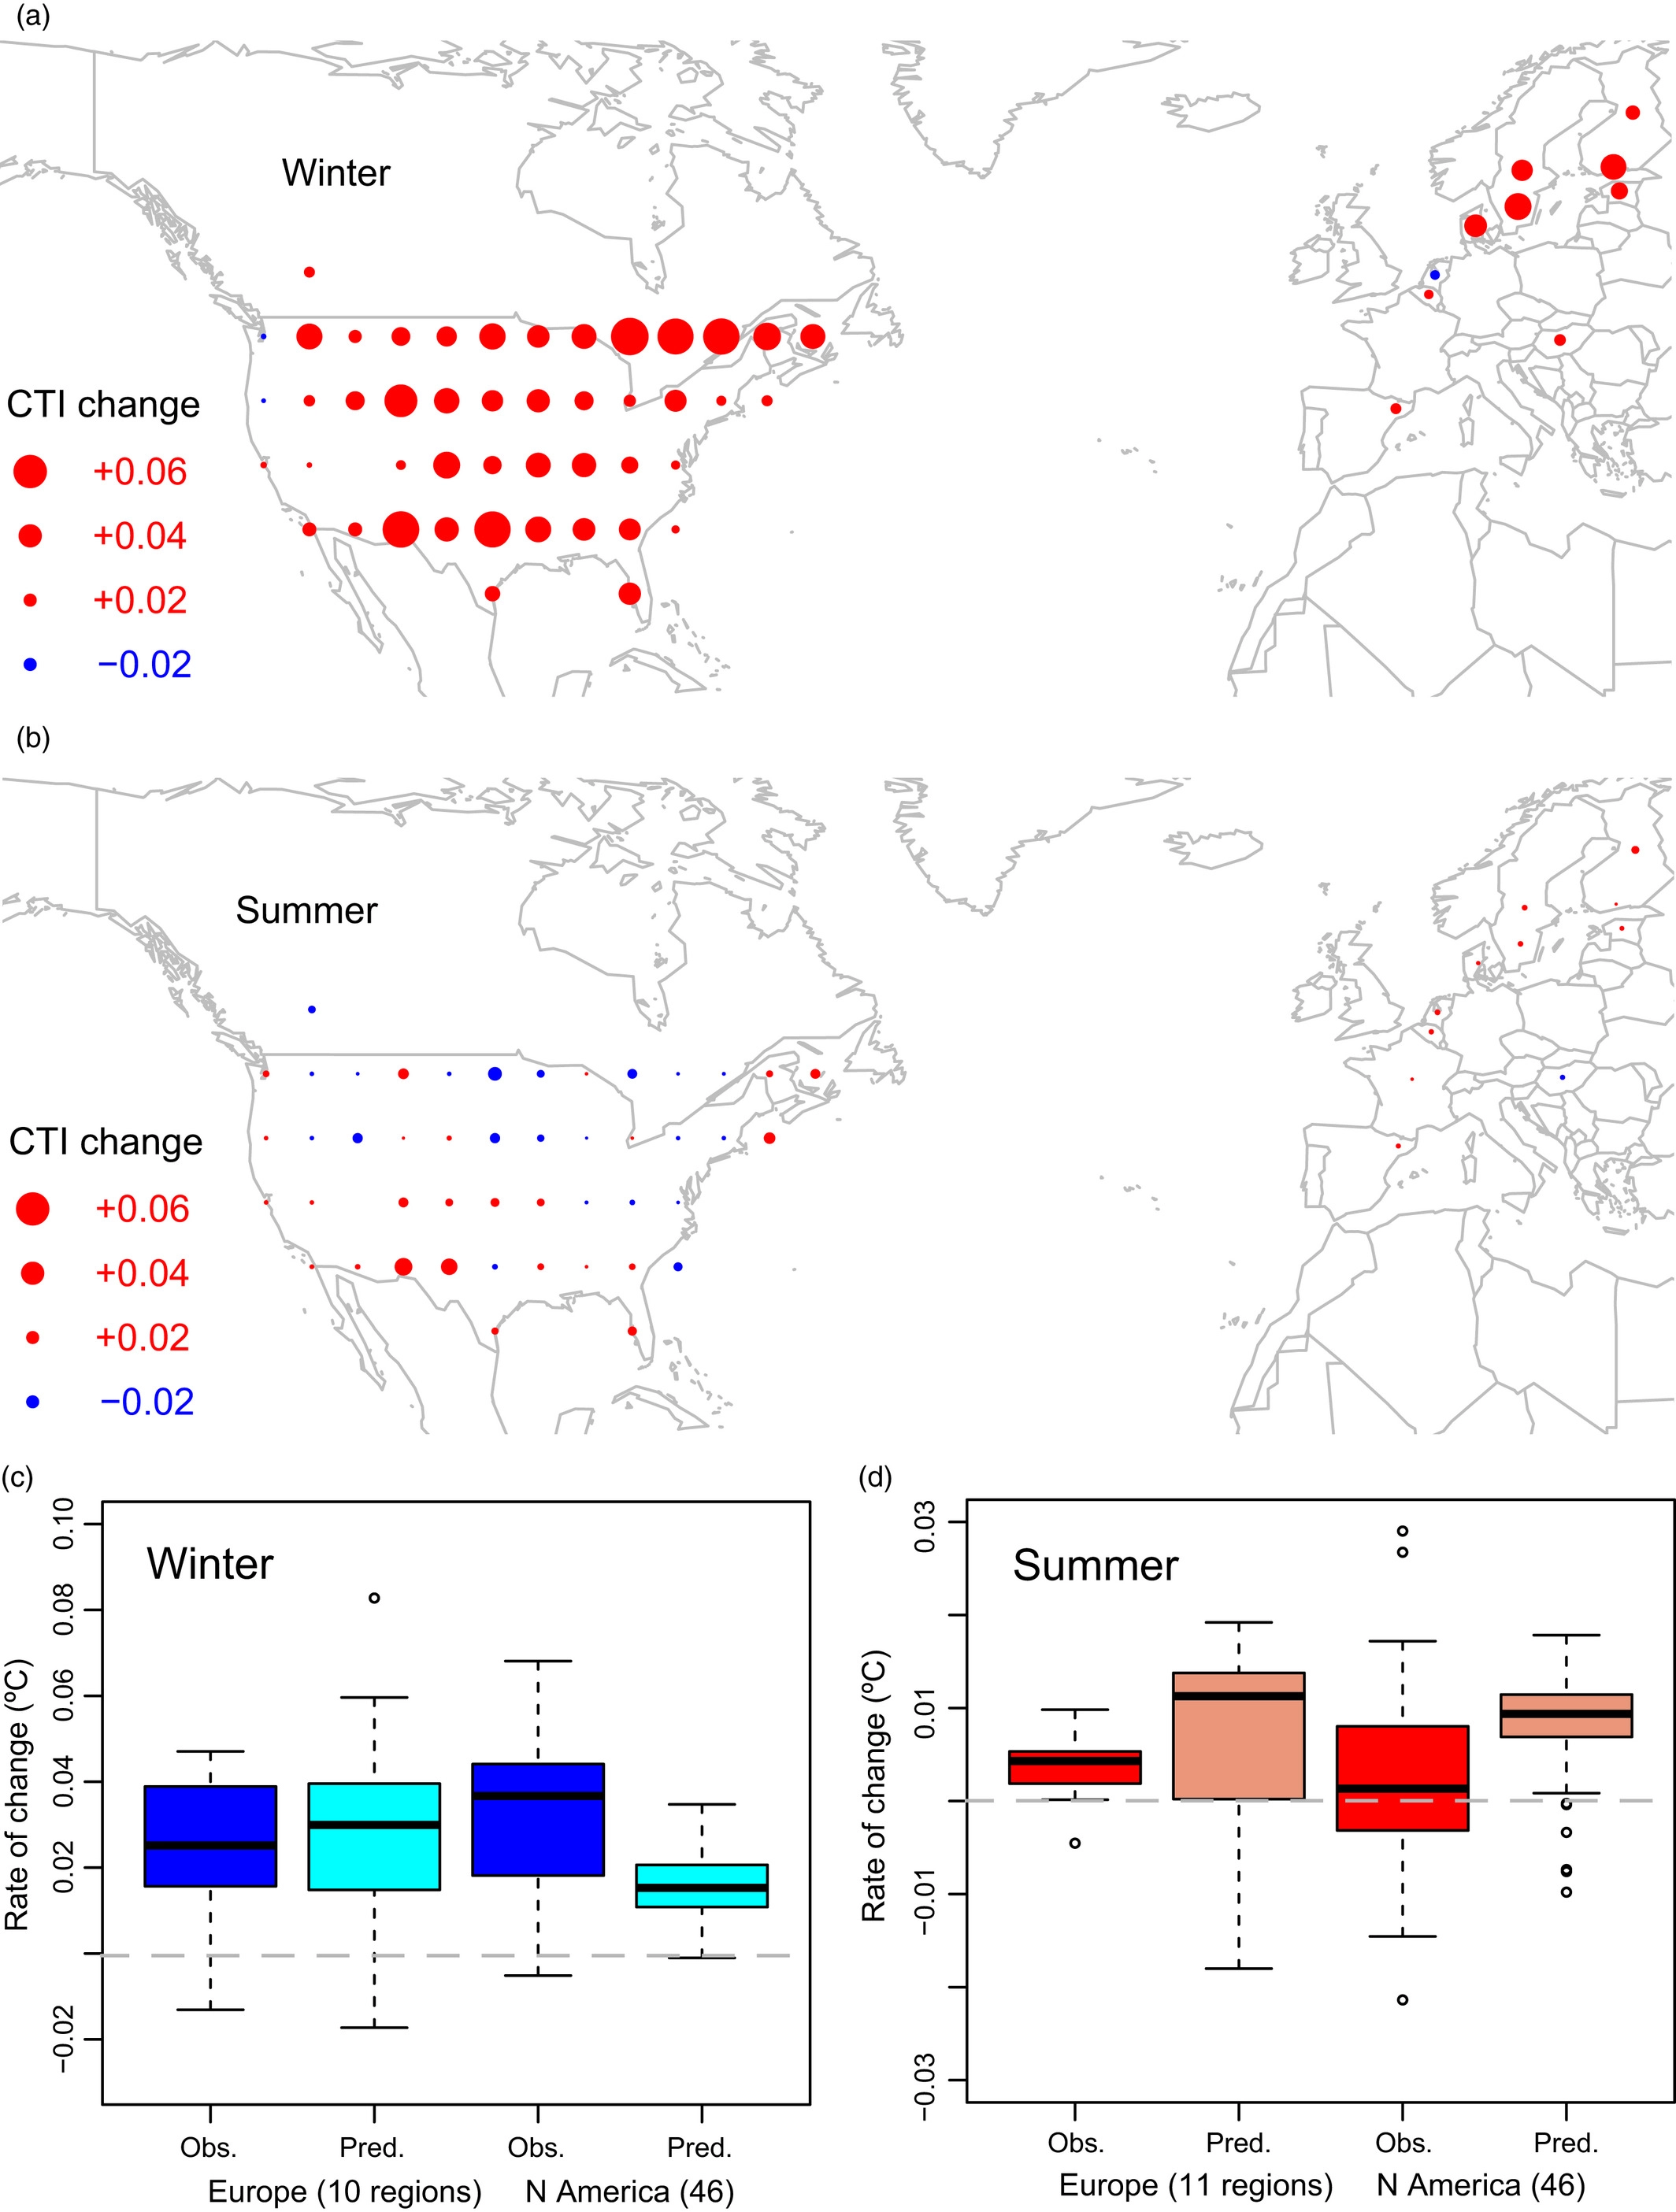 (a)
Winter
CTI change
+0.06
+0.04
+0.02
−0.02
(b)
Summer
CTI change
+0.06
+0.04
+0.02
−0.02
(c)
Winter
Rate of change (ºC)
0.10
0.08
0.06
0.04
0.02
−0.02
Obs.
Pred.
Obs.
Pred.
Europe (10 regions)
N America (46)
(d)
Summer
Rate of change (ºC)
0.03
0.01
−0.01
−0.03
Obs.
Pred.
Obs.
Pred.
Europe (11 regions)
N America (46)